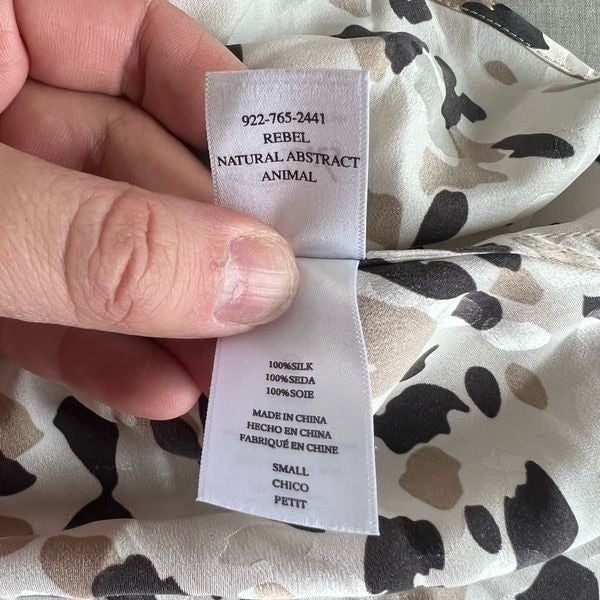 922-765-2441
REBEL
NATURAL ABSTRACT
ANIMAL
100%SILK
100%SEDA
100%SOIE
MADE IN CHINA
HECHO EN CHINA
FABRIQUÉ EN CHINE
SMALL
CHICO
PETIT